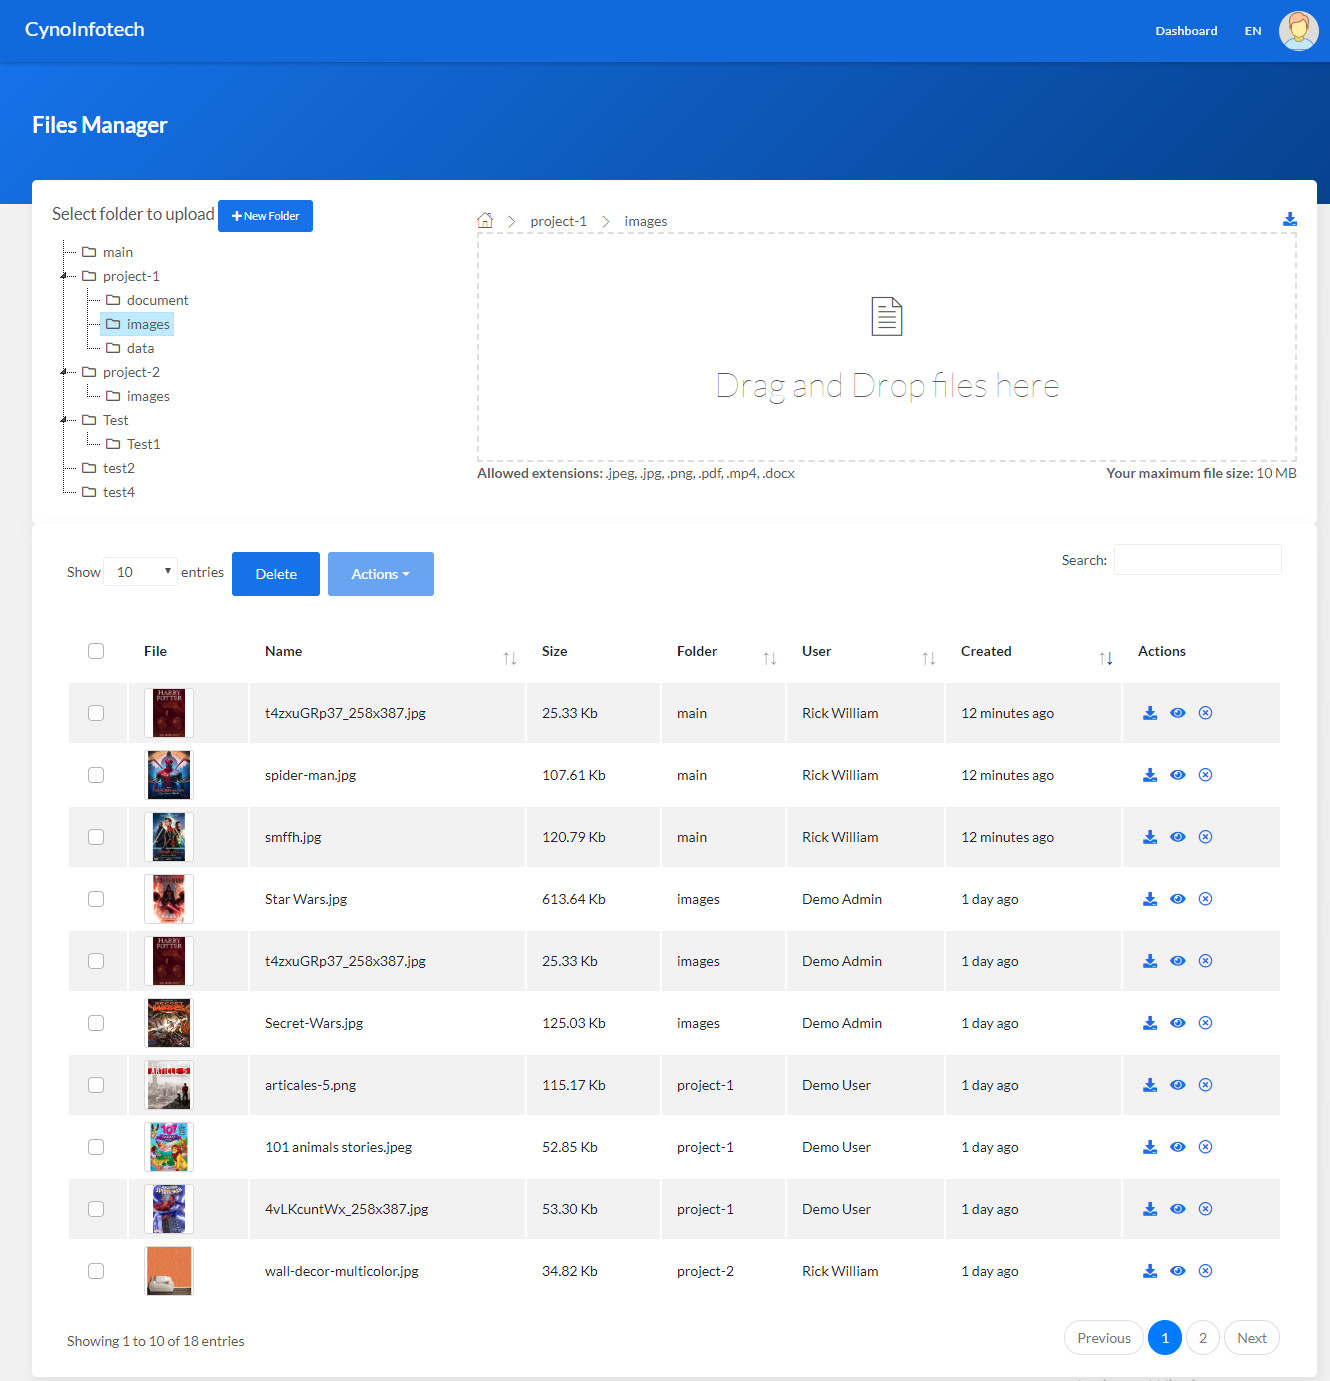 CynoInfotech
Dashboard EN
Files Manager
Select folder to upload
New Folder
main
project-1
document
images
data
project-2
images
Test
Test1
test2
test4
project-1 > images
Drag and Drop files here
Allowed extensions: .jpeg, .jpg, .png, .pdf, .mp4, .docx
Your maximum file size: 10 MB
Show 10 entries Delete Actions
Search:
File Name Size Folder User Created Actions
HARRY POTTER
t4zxuGRp37_258x387.jpg 25.33 Kb main Rick William 12 minutes ago
spider-man.jpg 107.61 Kb main Rick William 12 minutes ago
smffh.jpg 120.79 Kb main Rick William 12 minutes ago
Star Wars.jpg 613.64 Kb images Demo Admin 1 day ago
HARRY POTTER
t4zxuGRp37_258x387.jpg 25.33 Kb images Demo Admin 1 day ago
Secret-Wars.jpg 125.03 Kb images Demo Admin 1 day ago
ARTICLE 5
articales-5.png 115.17 Kb project-1 Demo User 1 day ago
101
101 animals stories.jpeg 52.85 Kb project-1 Demo User 1 day ago
4vLKcuntWx_258x387.jpg 53.30 Kb project-1 Demo User 1 day ago
wall-decor-multicolor.jpg 34.82 Kb project-2 Rick William 1 day ago
Showing 1 to 10 of 18 entries
Previous 1 2 Next